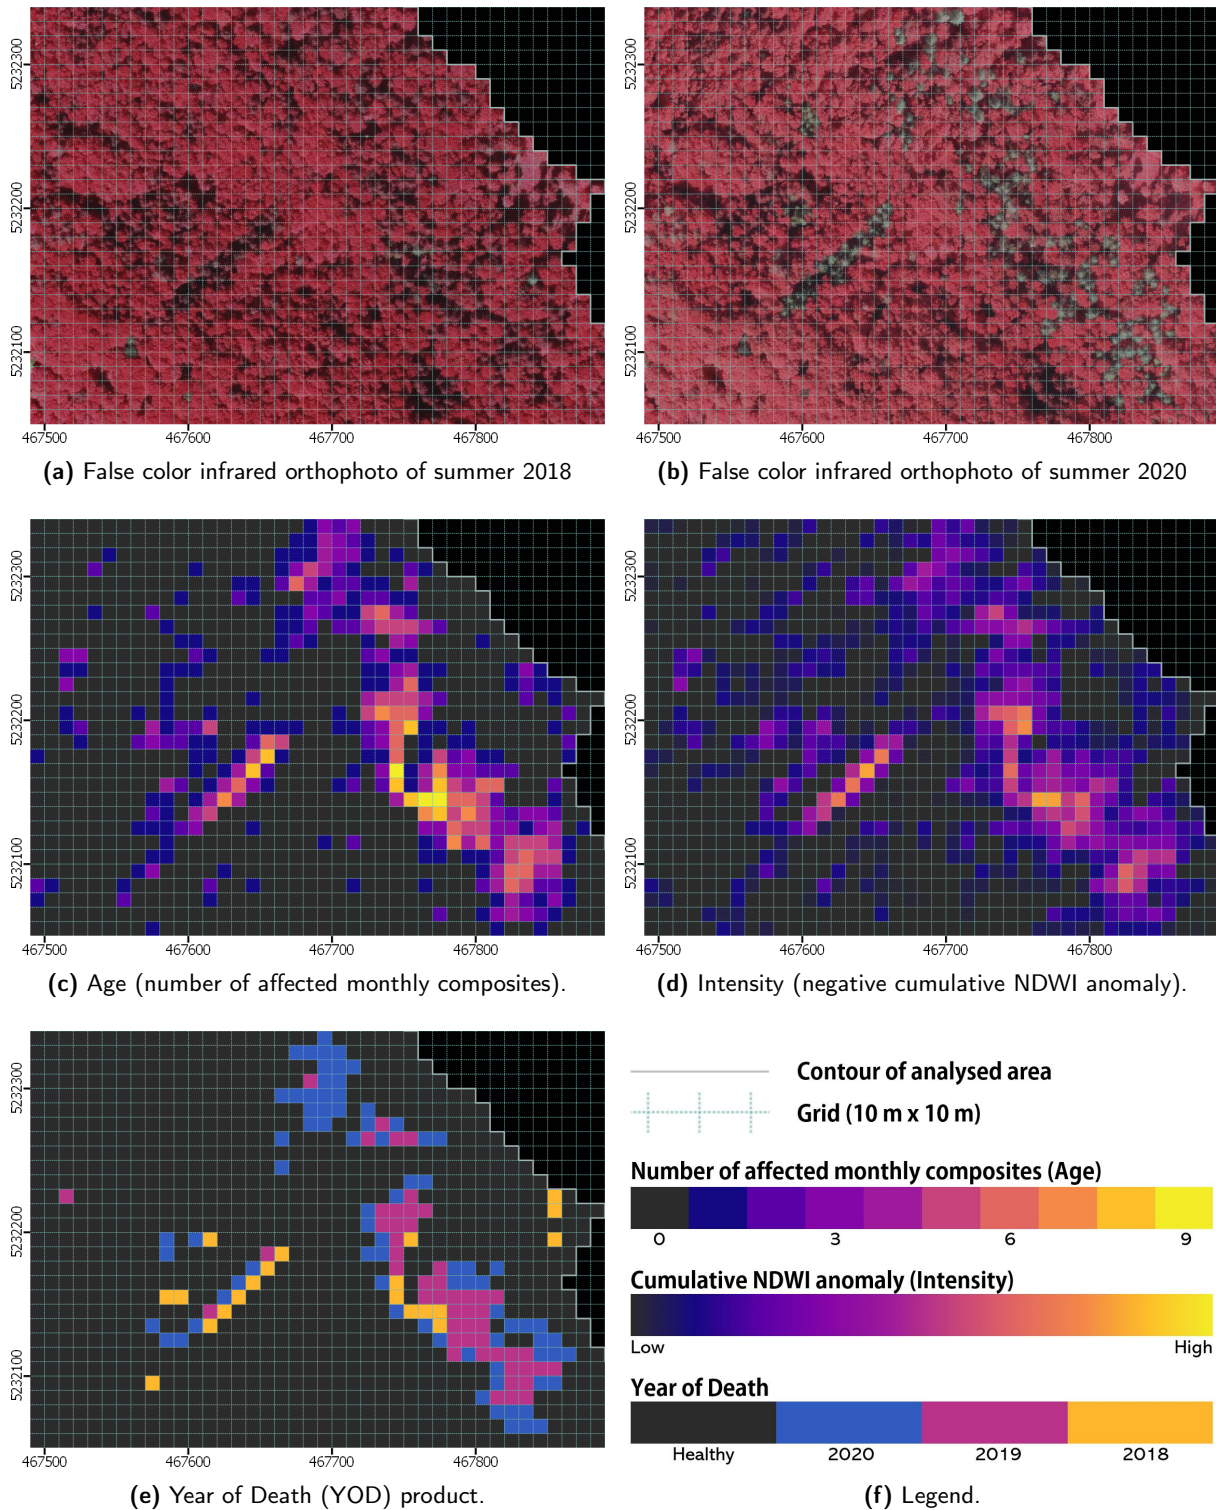 5232300
5232200
5232100
467500 467600 467700 467800
(a) False color infrared orthophoto of summer 2018
5232300
5232200
5232100
467500 467600 467700 467800
(b) False color infrared orthophoto of summer 2020
5232300
5232200
5232100
467500 467600 467700 467800
(c) Age (number of affected monthly composites).
5232300
5232200
5232100
467500 467600 467700 467800
(d) Intensity (negative cumulative NDWI anomaly).
5232300
5232200
5232100
467500 467600 467700 467800
(e) Year of Death (YOD) product.
Contour of analysed area
Grid (10 m x 10 m)
Number of affected monthly composites (Age)
0 3 6 9
Cumulative NDWI anomaly (Intensity)
Low High
Year of Death
Healthy 2020 2019 2018
(f) Legend.